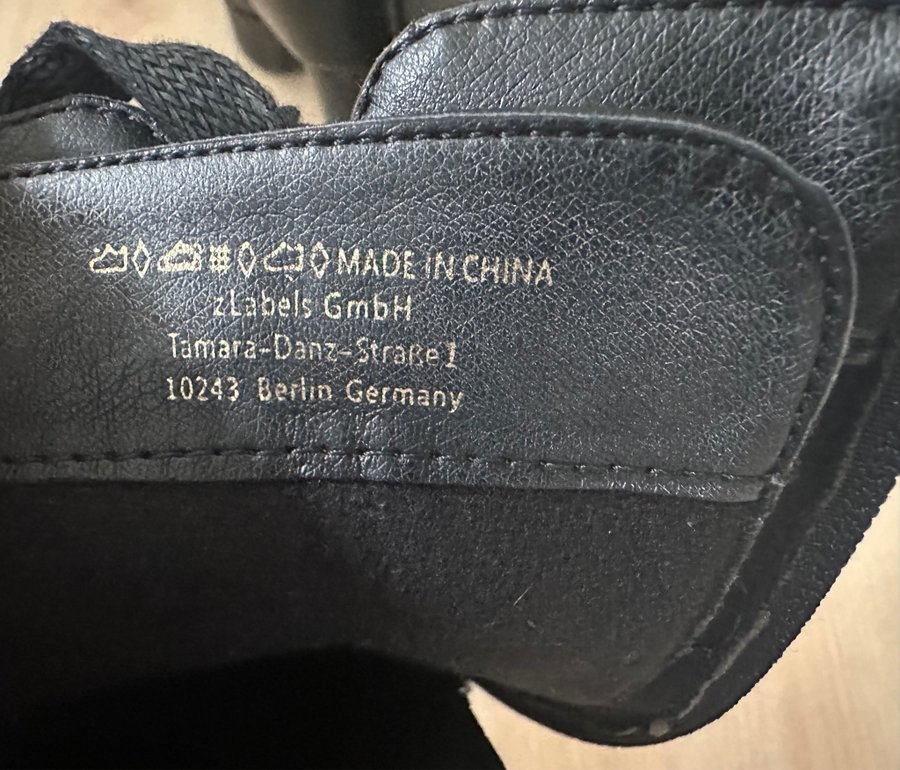 MADE IN CHINA
zLabels GmbH
Tamara-Danz-Straße 1
10243 Berlin Germany